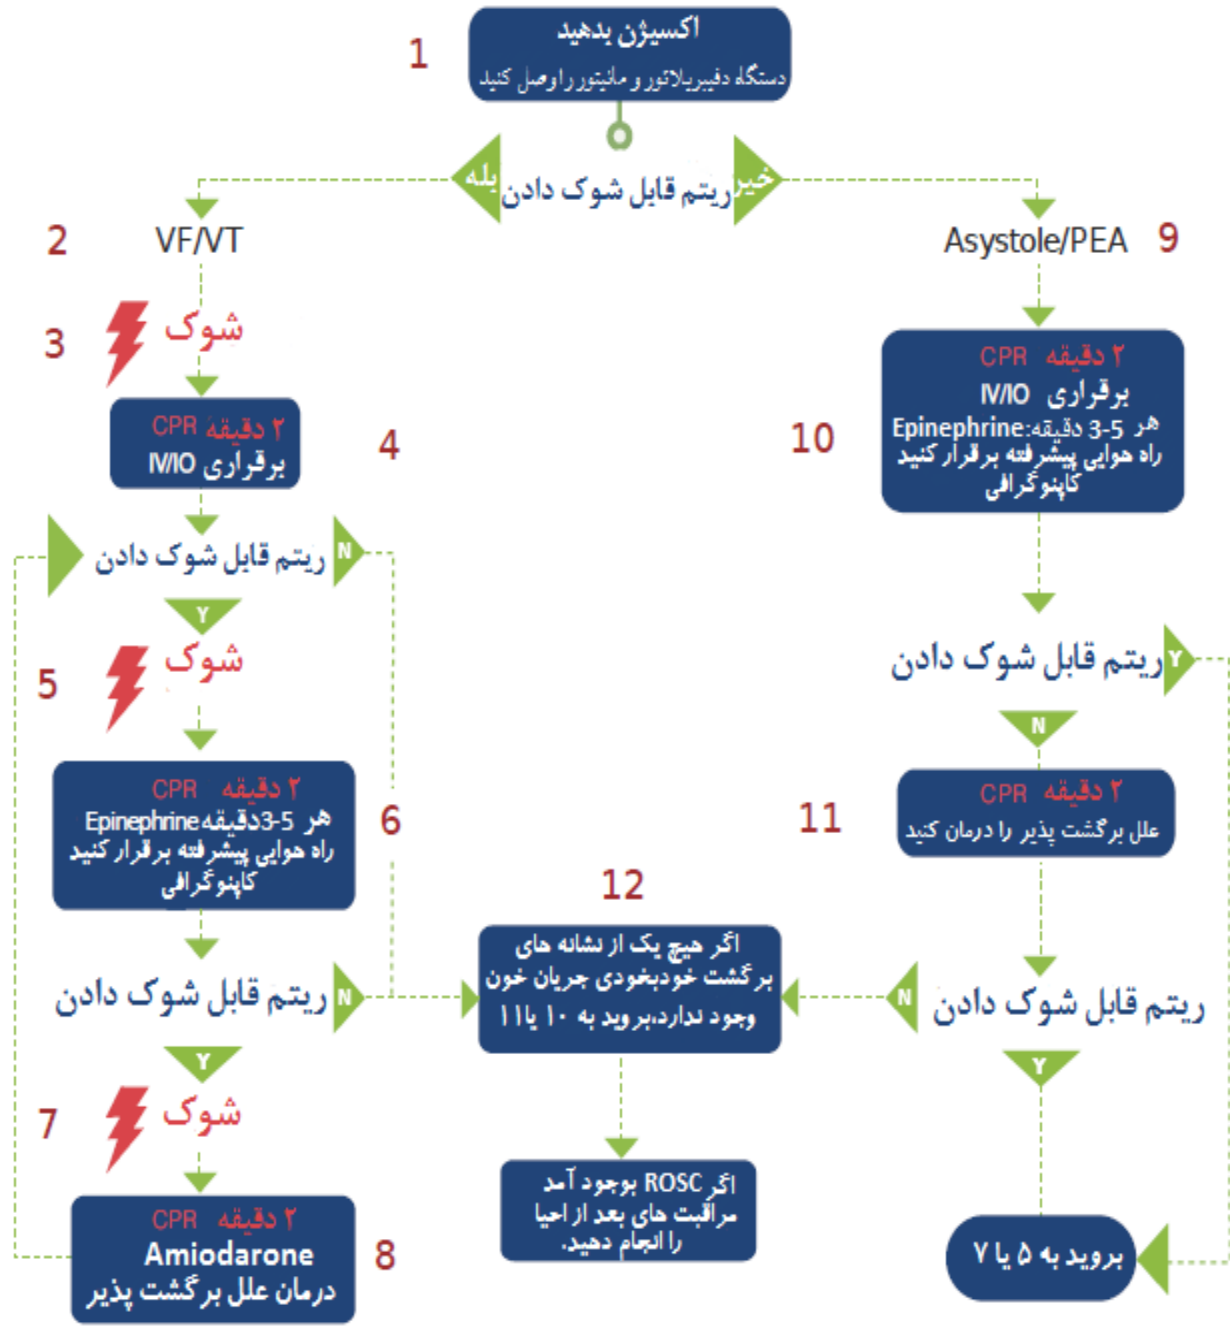 1
اکسیژن بدهید
دستگاه دفیبریلاتور و مانیتور را وصل کنید
بله
ریتم قابل شوک دادن
خیر
2
VF/VT
3
شوک
۲ دقیقه CPR
برقراری IV/IO
4
ریتم قابل شوک دادن
N
Y
5
شوک
۲ دقیقه CPR
هر 5-3دقیقهEpinephrine
راه هوایی پیشرفته برقرار کنید
کاپنوگرافی
6
ریتم قابل شوک دادن
N
Y
7
شوک
۲ دقیقه CPR
Amiodarone
درمان علل برگشت پذیر
8
Asystole/PEA
9
۲ دقیقه CPR
برقراری IV/IO
هر 5-3 دقیقه:Epinephrine
راه هوایی پیشرفته برقرار کنید
کاپنوگرافی
10
ریتم قابل شوک دادن
Y
N
۲ دقیقه CPR
علل برگشت پذیر را درمان کنید
11
ریتم قابل شوک دادن
N
Y
بروید به ۵ یا ۷
12
اگر هیچ یک از نشانه های
برگشت خودبخودی جریان خون
وجود ندارد،بروید به ۱۰ یا۱۱
اگر ROSC بوجود آمد
مراقبت های بعد از احیا
را انجام دهید.